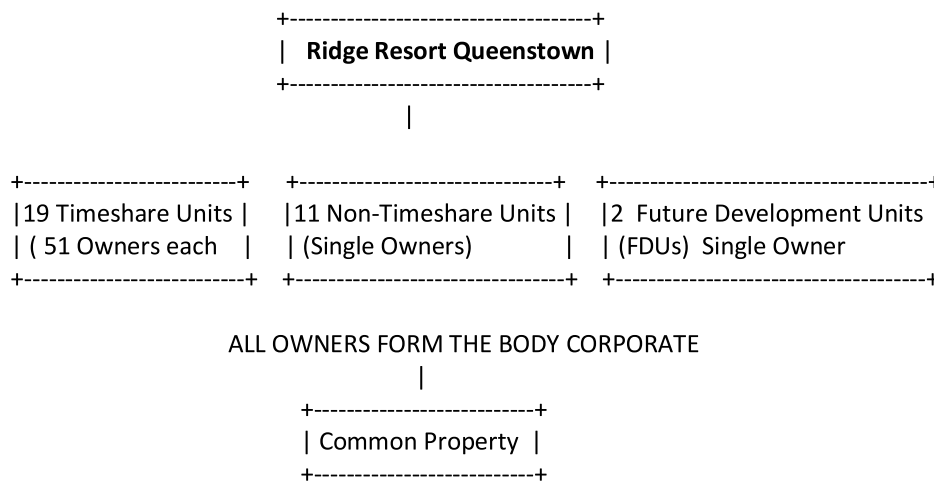 +-------------------------------------+
| Ridge Resort Queenstown |
+-------------------------------------+
|
+--------------------------+ +-------------------------------+ +---------------------------------------+
|19 Timeshare Units | |11 Non-Timeshare Units | |2 Future Development Units
| ( 51 Owners each | | (Single Owners) | | (FDUs) Single Owner
+---------------------------+ +---------------------------------+ +--------------------------------------+
ALL OWNERS FORM THE BODY CORPORATE
|
+---------------------------+
| Common Property |
+---------------------------+